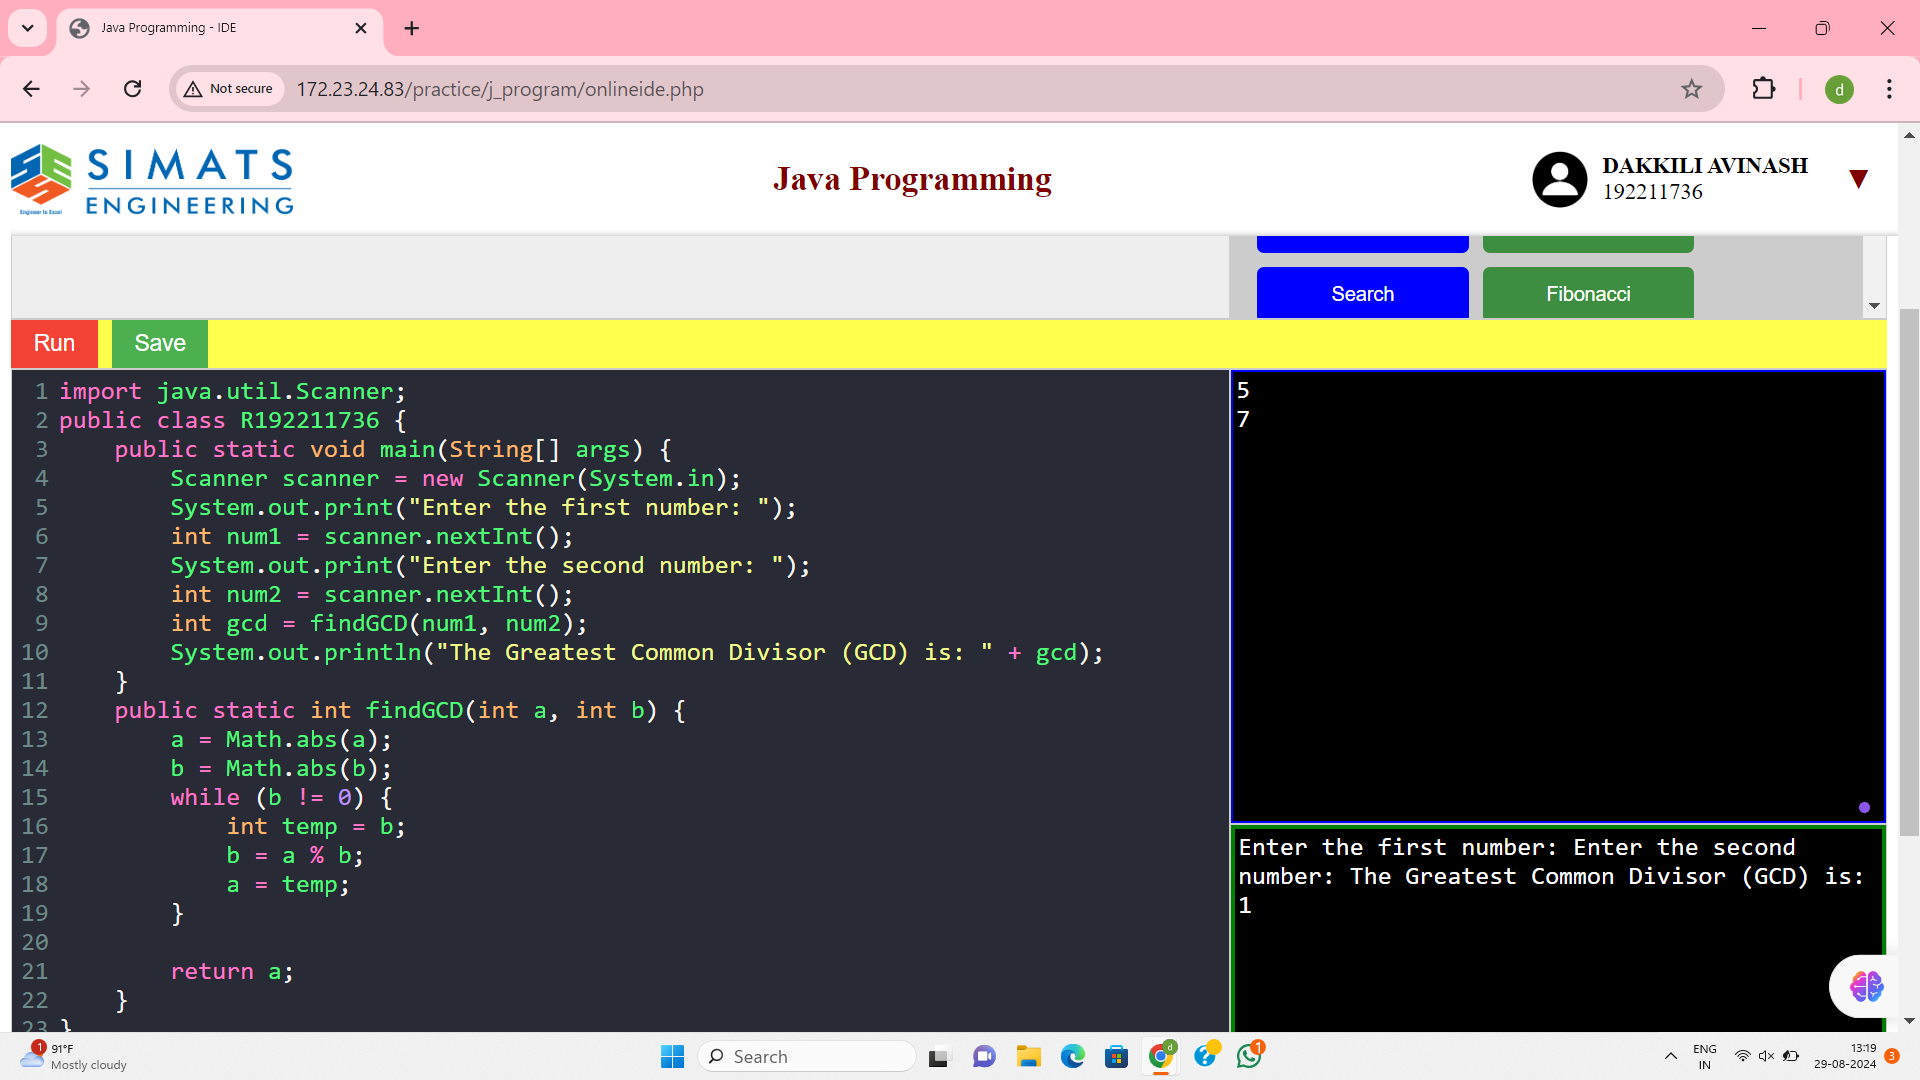 Java Programming - IDE
Not secure
172.23.24.83/practice/j_program/onlineide.php
d
SIMATS
ENGINEERING
Engineer to Excel
Java Programming
DAKKILI AVINASH
192211736
Search
Fibonacci
Run
Save
1 import java.util.Scanner;
2 public class R192211736 {
3     public static void main(String[] args) {
4         Scanner scanner = new Scanner(System.in);
5         System.out.print("Enter the first number: ");
6         int num1 = scanner.nextInt();
7         System.out.print("Enter the second number: ");
8         int num2 = scanner.nextInt();
9         int gcd = findGCD(num1, num2);
10         System.out.println("The Greatest Common Divisor (GCD) is: " + gcd);
11     }
12     public static int findGCD(int a, int b) {
13         a = Math.abs(a);
14         b = Math.abs(b);
15         while (b != 0) {
16             int temp = b;
17             b = a % b;
18             a = temp;
19         }
20
21         return a;
22     }
23 }
5
7
Enter the first number: Enter the second
number: The Greatest Common Divisor (GCD) is:
1
1
91°F
Mostly cloudy
Search
d
1
ENG
IN
13:19
29-08-2024
3